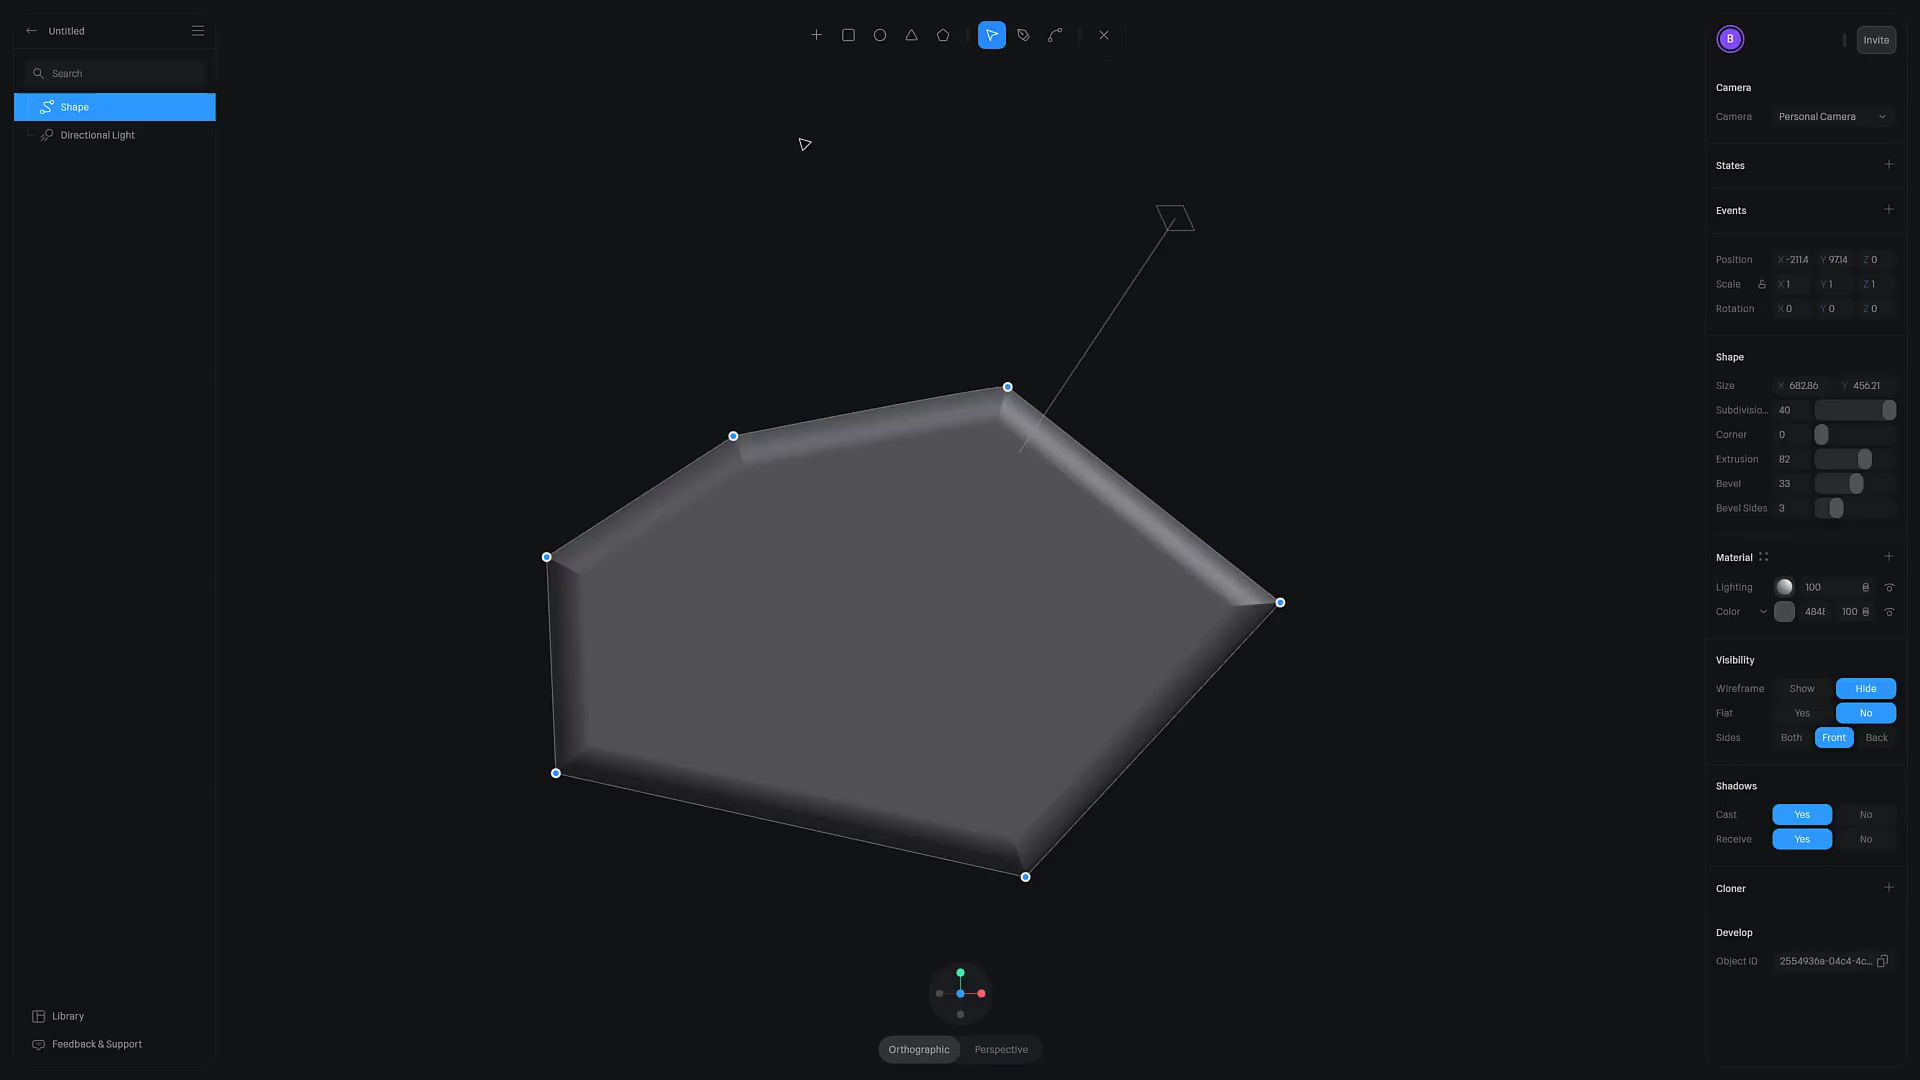 Untitled
Search
Shape
Directional Light
Library
Feedback & Support
Orthographic
Perspective
B
Invite
Camera
Camera Personal Camera
States
Events
Position X -211.4 Y 97.14 Z 0
Scale X 1 Y 1 Z 1
Rotation X 0 Y 0 Z 0
Shape
Size X 682.86 Y 456.21
Subdivisio... 40
Corner 0
Extrusion 82
Bevel 33
Bevel Sides 3
Material
Lighting 100
Color 484 100
Visibility
Wireframe Show Hide
Flat Yes No
Sides Both Front Back
Shadows
Cast Yes No
Receive Yes No
Cloner
Develop
Object ID 2554936a-04c4-4c...